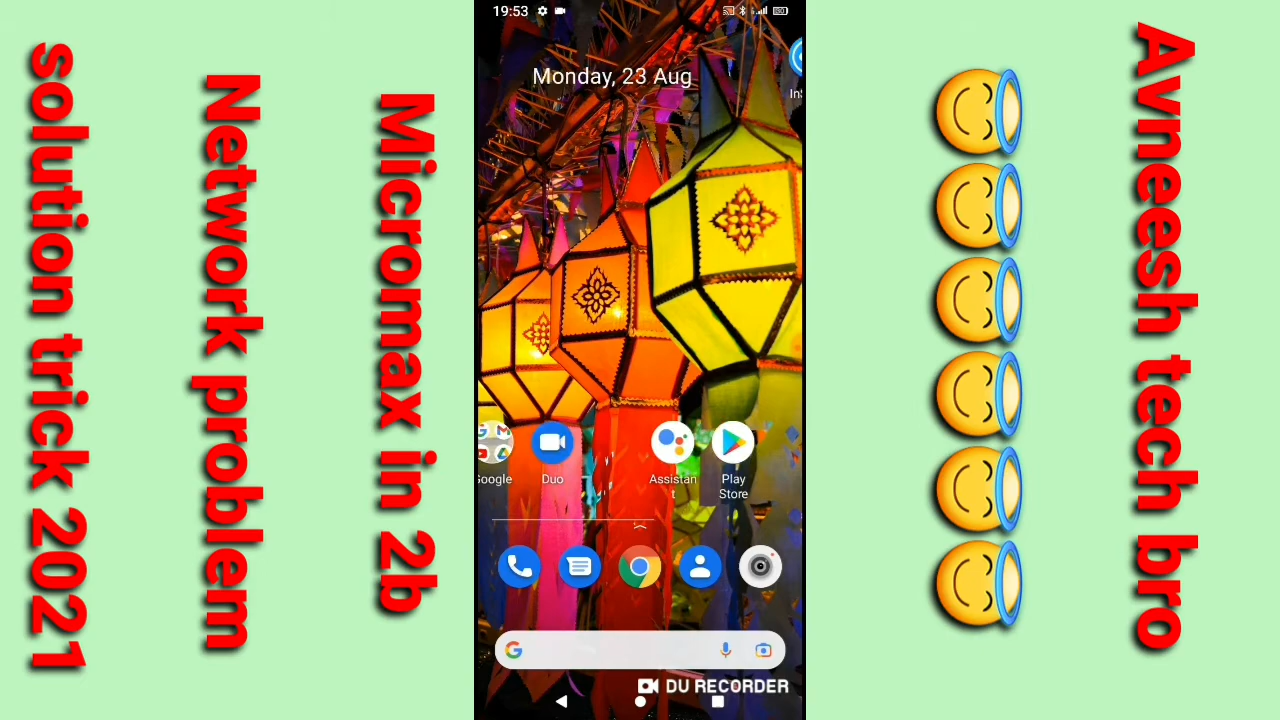 solution trick 2021
Network problem
Micromax in 2b
19:53
Monday, 23 Aug
Google
Duo
Assistan
t
Play
Store
DU RECORDER
Avneesh tech bro